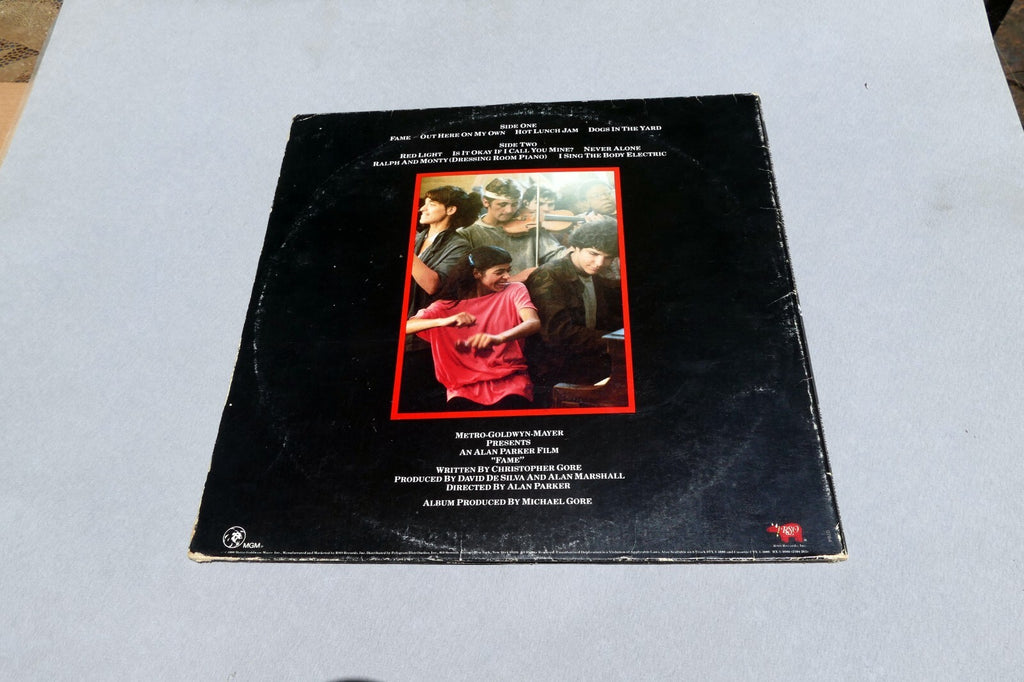 SIDE ONE
FAME OUT HERE ON MY OWN HOT LUNCH JAM DOGS IN THE YARD
SIDE TWO
RED LIGHT IS IT OKAY IF I CALL YOU MINE? NEVER ALONE
RALPH AND MONTY (DRESSING ROOM PIANO) I SING THE BODY ELECTRIC
METRO-GOLDWYN-MAYER
PRESENTS
AN ALAN PARKER FILM
"FAME"
WRITTEN BY CHRISTOPHER GORE
PRODUCED BY DAVID DE SILVA AND ALAN MARSHALL
DIRECTED BY ALAN PARKER
ALBUM PRODUCED BY MICHAEL GORE
MGM
RSO